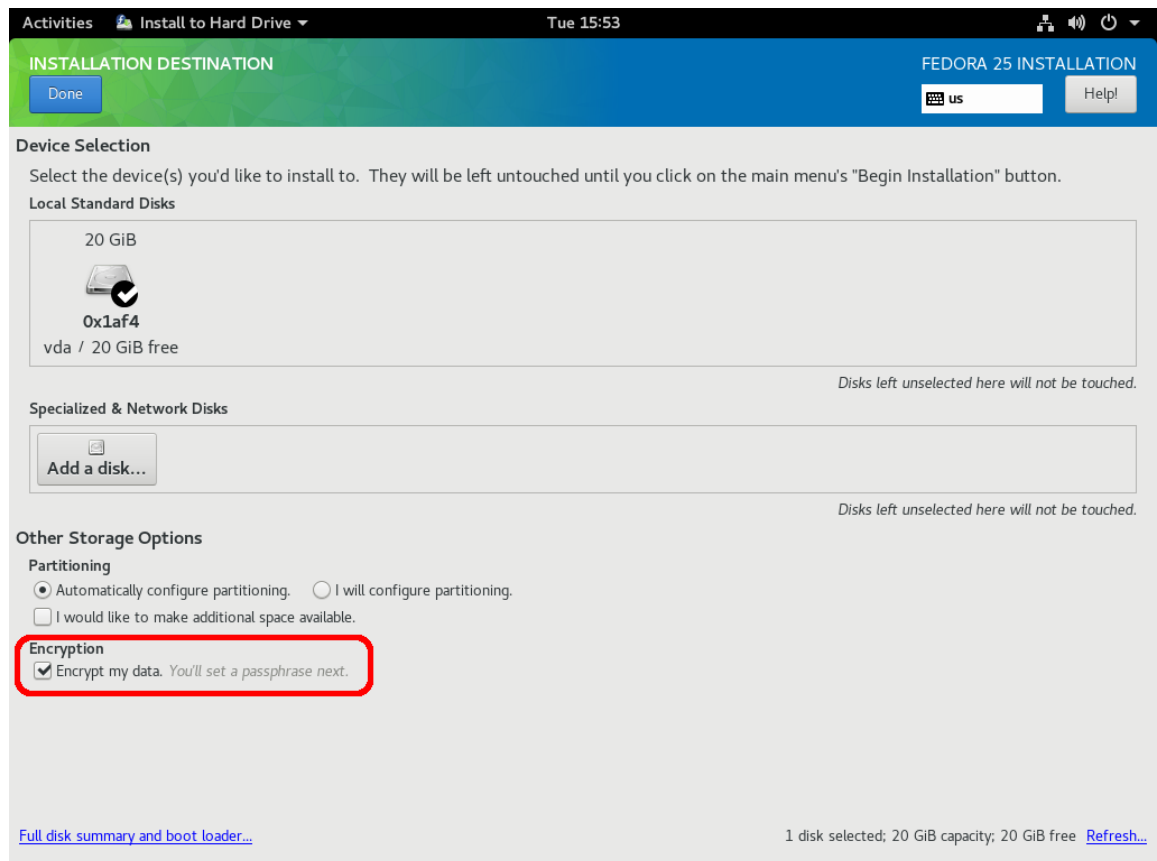 Activities Install to Hard Drive Tue 15:53
INSTALLATION DESTINATION FEDORA 25 INSTALLATION
Done us Help!
Device Selection
Select the device(s) you'd like to install to. They will be left untouched until you click on the main menu's "Begin Installation" button.
Local Standard Disks
20 GiB
0x1af4
vda / 20 GiB free
Disks left unselected here will not be touched.
Specialized & Network Disks
Add a disk...
Disks left unselected here will not be touched.
Other Storage Options
Partitioning
Automatically configure partitioning. I will configure partitioning.
I would like to make additional space available.
Encryption
Encrypt my data. You'll set a passphrase next.
Full disk summary and boot loader... 1 disk selected; 20 GiB capacity; 20 GiB free Refresh...